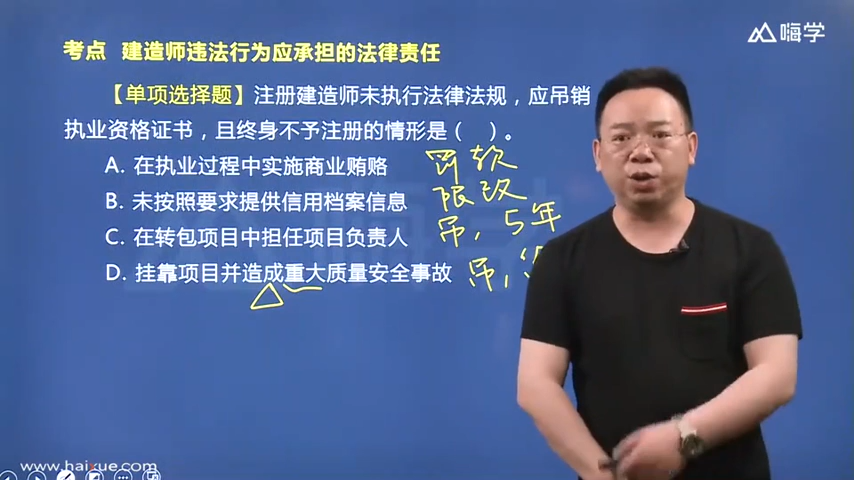 嗨学
考点 建造师违法行为应承担的法律责任
【单项选择题】注册建造师未执行法律法规，应吊销
执业资格证书，且终身不予注册的情形是（ ）。
A. 在执业过程中实施商业贿赂 罚款
B. 未按照要求提供信用档案信息 限改
C. 在转包项目中担任项目负责人 吊，5年
D. 挂靠项目并造成重大质量安全事故 吊，
www.haixue.com